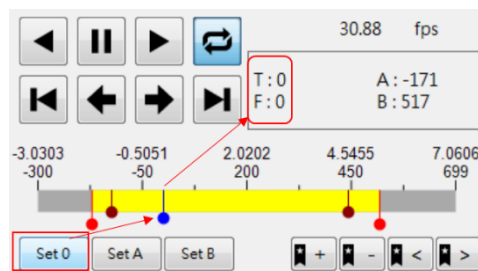 30.88 fps
T:0 A:-171
F:0 B:517
-3.0303 -0.5051 2.0202 4.5455 7.0606
-300 -50 200 450 699
Set 0 Set A Set B + - < >